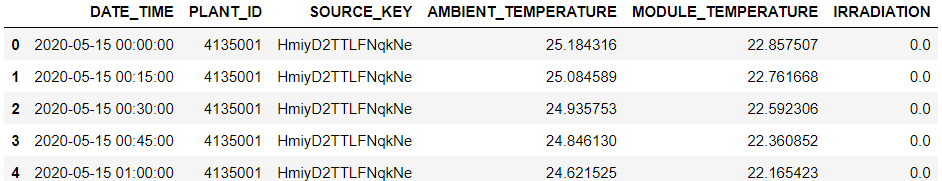 DATE_TIME PLANT_ID SOURCE_KEY AMBIENT_TEMPERATURE MODULE_TEMPERATURE IRRADIATION
0 2020-05-15 00:00:00 4135001 HmiyD2TTLFNqkNe 25.184316 22.857507 0.0
1 2020-05-15 00:15:00 4135001 HmiyD2TTLFNqkNe 25.084589 22.761668 0.0
2 2020-05-15 00:30:00 4135001 HmiyD2TTLFNqkNe 24.935753 22.592306 0.0
3 2020-05-15 00:45:00 4135001 HmiyD2TTLFNqkNe 24.846130 22.360852 0.0
4 2020-05-15 01:00:00 4135001 HmiyD2TTLFNqkNe 24.621525 22.165423 0.0